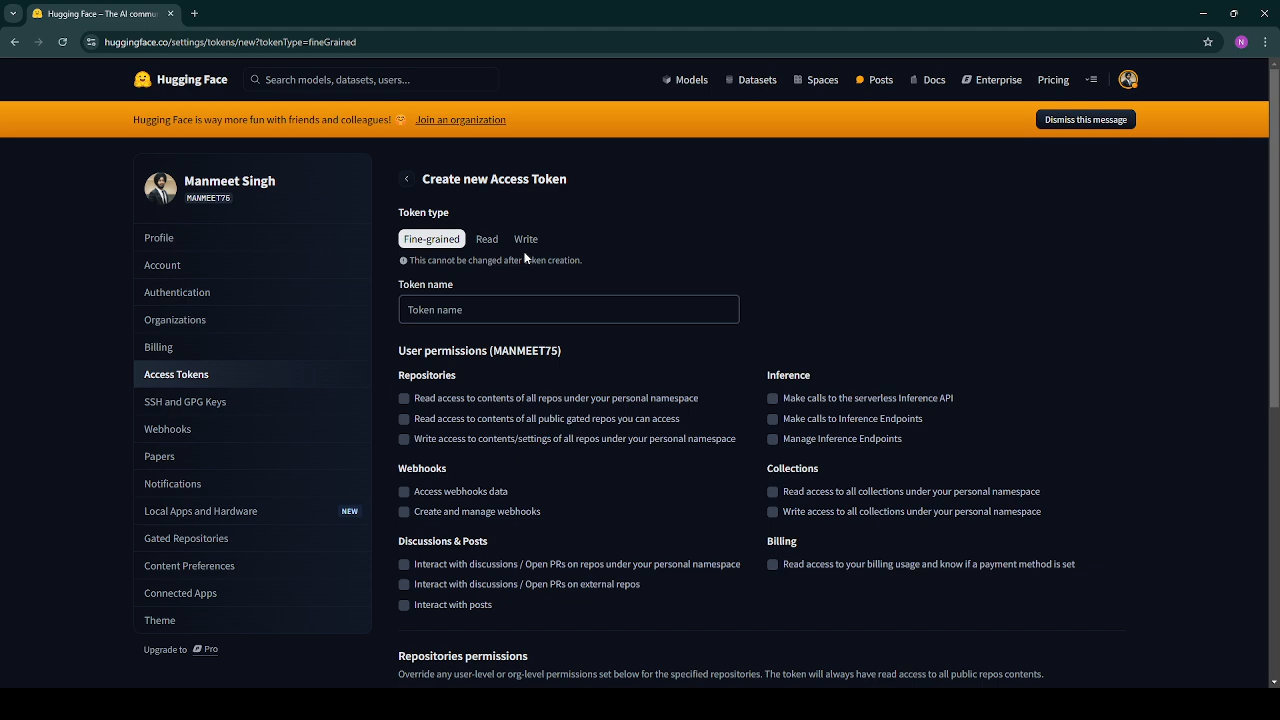 Hugging Face – The AI commu
huggingface.co/settings/tokens/new?tokenType=fineGrained
N
Hugging Face
Search models, datasets, users...
Models
Datasets
Spaces
Posts
Docs
Enterprise
Pricing
Hugging Face is way more fun with friends and colleagues! 🤗 Join an organization
Dismiss this message
Manmeet Singh
MANMEET75
Profile
Account
Authentication
Organizations
Billing
Access Tokens
SSH and GPG Keys
Webhooks
Papers
Notifications
Local Apps and Hardware NEW
Gated Repositories
Content Preferences
Connected Apps
Theme
Upgrade to Pro
Create new Access Token
Token type
Fine-grained Read Write
This cannot be changed after token creation.
Token name
Token name
User permissions (MANMEET75)
Repositories
Read access to contents of all repos under your personal namespace
Read access to contents of all public gated repos you can access
Write access to contents/settings of all repos under your personal namespace
Inference
Make calls to the serverless Inference API
Make calls to Inference Endpoints
Manage Inference Endpoints
Webhooks
Access webhooks data
Create and manage webhooks
Collections
Read access to all collections under your personal namespace
Write access to all collections under your personal namespace
Discussions & Posts
Interact with discussions / Open PRs on repos under your personal namespace
Interact with discussions / Open PRs on external repos
Interact with posts
Billing
Read access to your billing usage and know if a payment method is set
Repositories permissions
Override any user-level or org-level permissions set below for the specified repositories. The token will always have read access to all public repos contents.